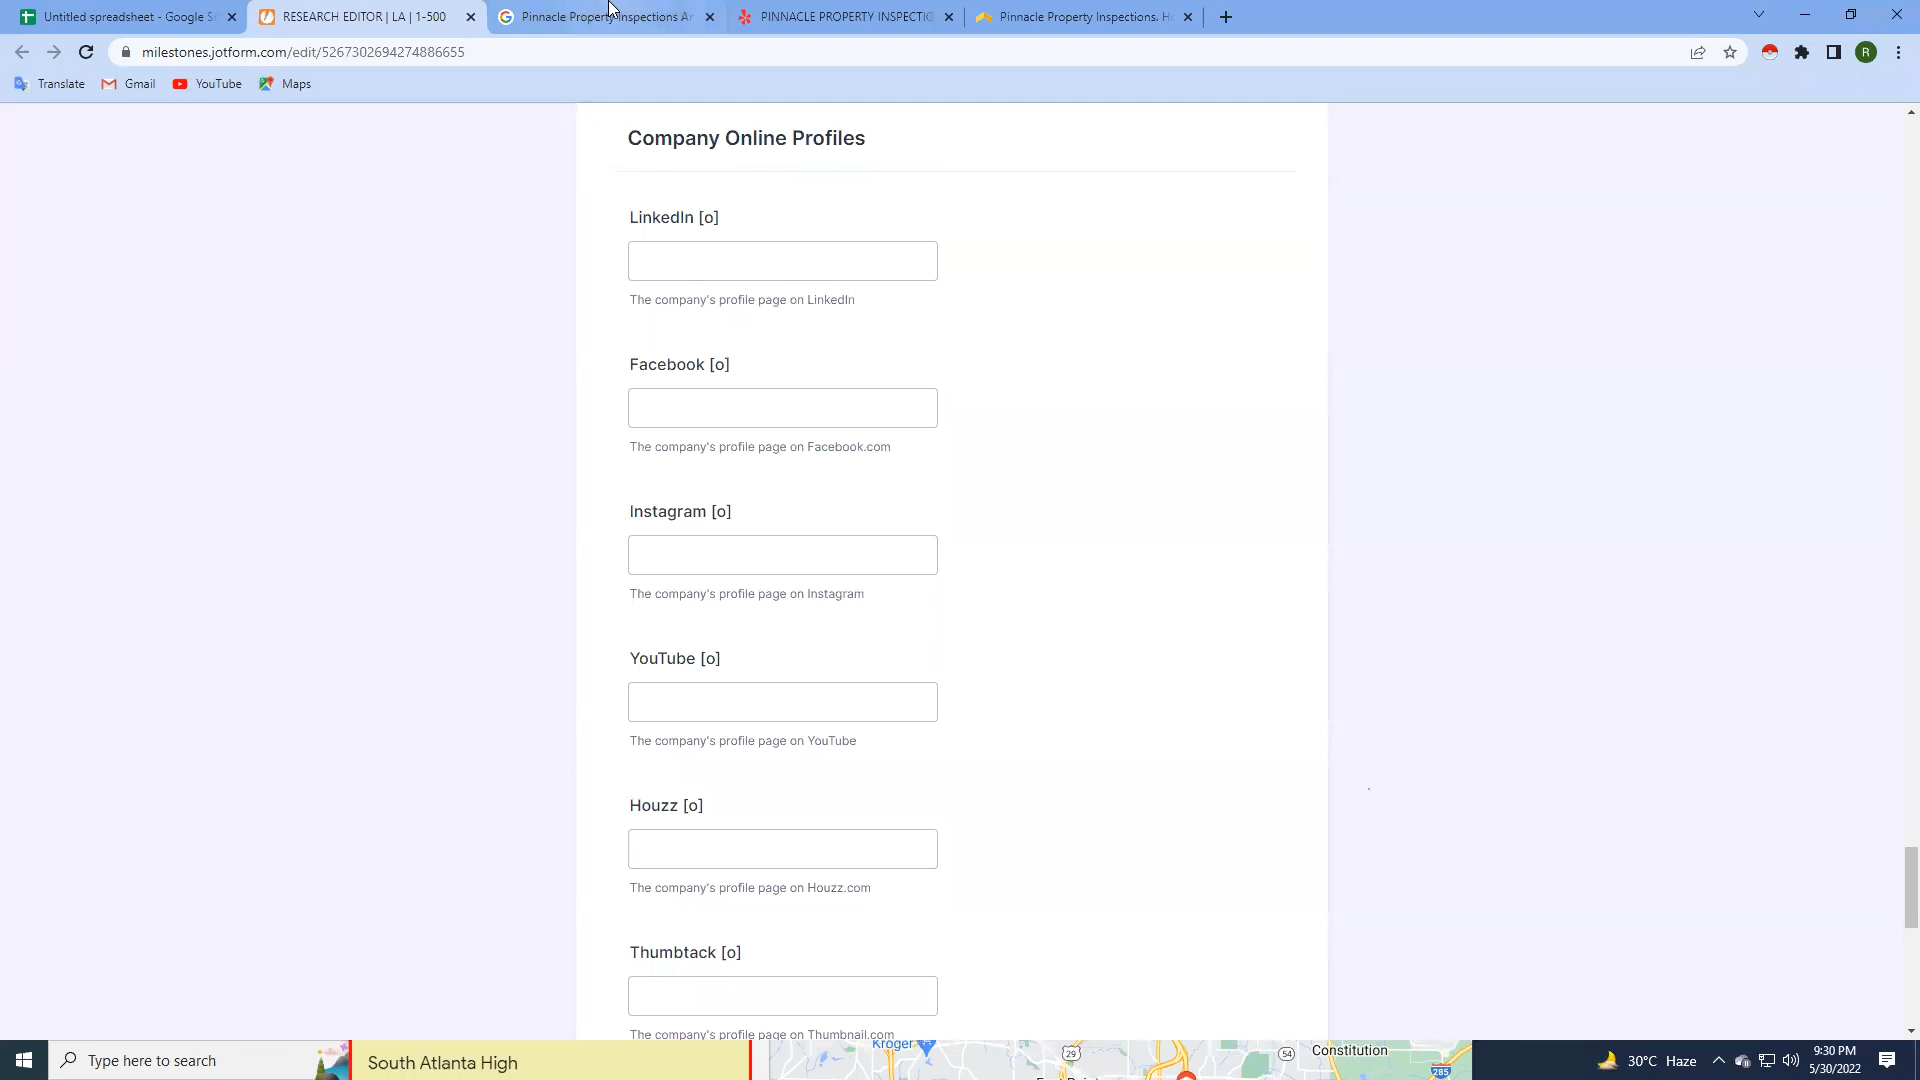 Untitled spreadsheet - Google S
RESEARCH EDITOR | LA | 1-500
Pinnacle Property Inspections Ar
PINNACLE PROPERTY INSPECTIO
Pinnacle Property Inspections. Ho
milestones.jotform.com/edit/5267302694274886655
R
Translate
Gmail
YouTube
Maps
Company Online Profiles
LinkedIn [o]
The company's profile page on LinkedIn
Facebook [o]
The company's profile page on Facebook.com
Instagram [o]
The company's profile page on Instagram
YouTube [o]
The company's profile page on YouTube
Houzz [o]
The company's profile page on Houzz.com
Thumbtack [o]
The company's profile page on Thumbnail.com
Type here to search
South Atlanta High
Kroger
29
54
Constitution
285
30°C Haze
9:30 PM
5/30/2022